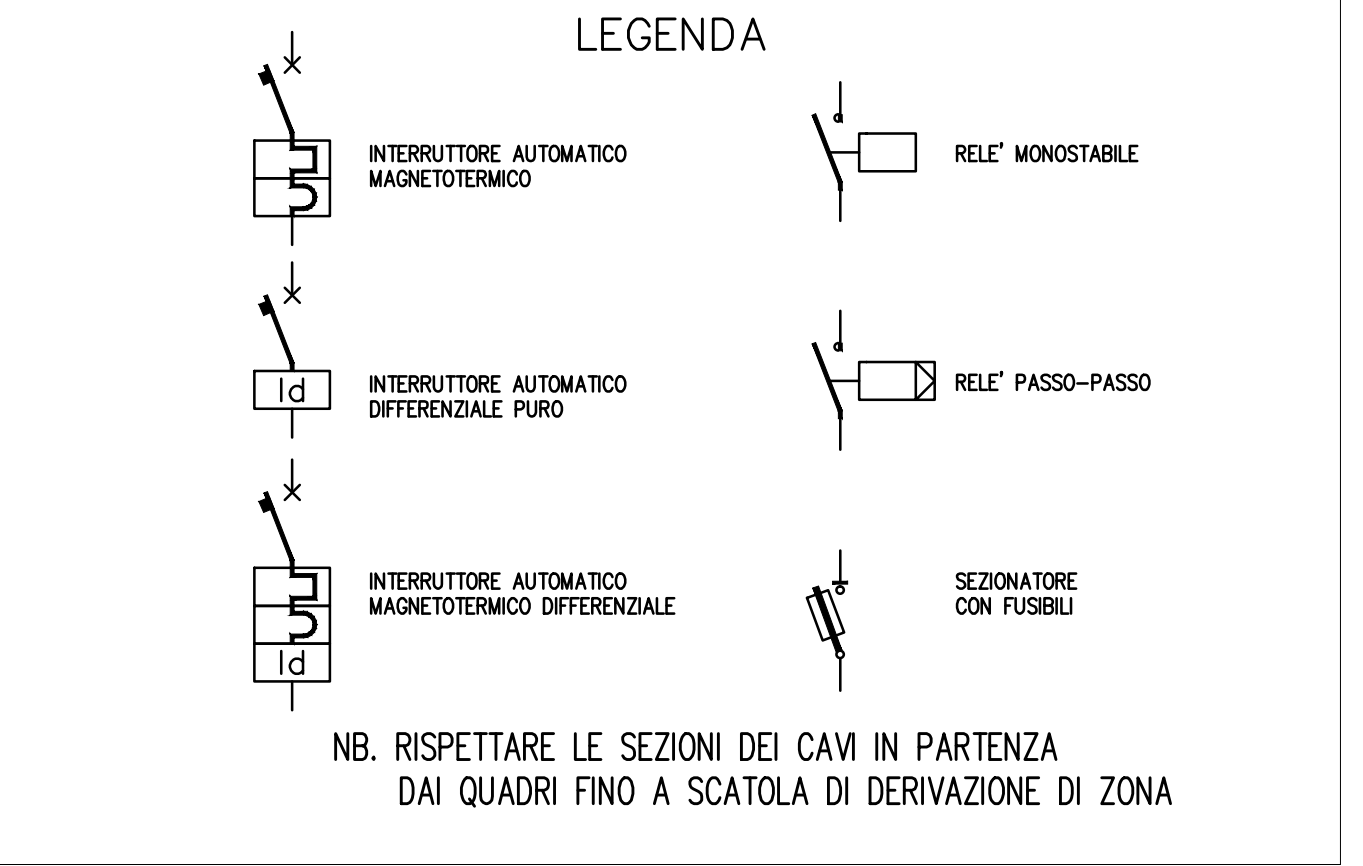 LEGENDA
INTERRUTTORE AUTOMATICO
MAGNETOTERMICO
RELE' MONOSTABILE
Id
INTERRUTTORE AUTOMATICO
DIFFERENZIALE PURO
RELE' PASSO-PASSO
INTERRUTTORE AUTOMATICO
MAGNETOTERMICO DIFFERENZIALE
Id
SEZIONATORE
CON FUSIBILI
NB. RISPETTARE LE SEZIONI DEI CAVI IN PARTENZA
DAI QUADRI FINO A SCATOLA DI DERIVAZIONE DI ZONA